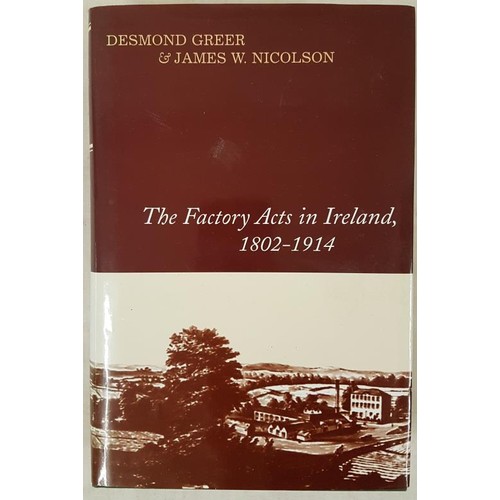 DESMOND GREER
& JAMES W. NICOLSON
The Factory Acts in Ireland,
1802–1914